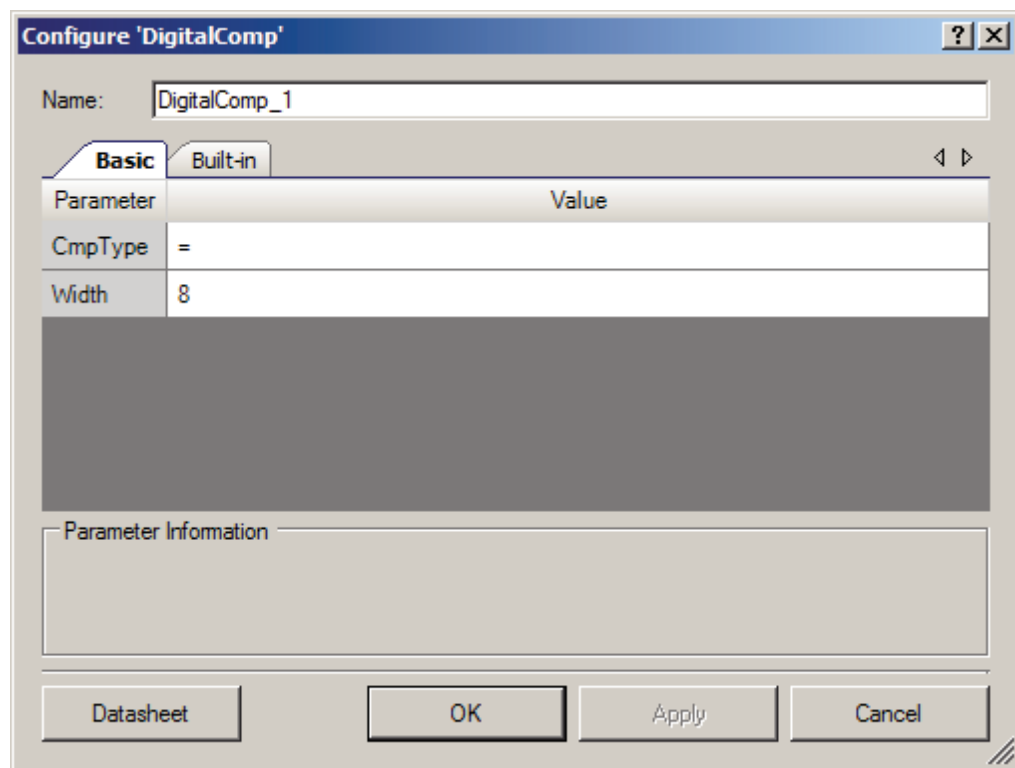 Configure 'DigitalComp'
Name: DigitalComp_1
Basic Built-in
Parameter Value
CmpType =
Width 8
Parameter Information
Datasheet OK Apply Cancel